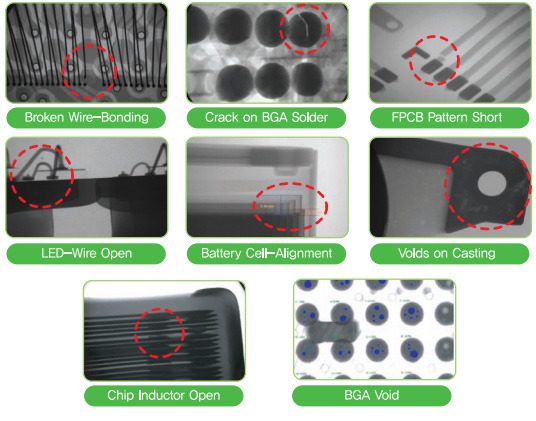 Broken Wire-Bonding
Crack on BGA Solder
FPCB Pattern Short
LED-Wire Open
Battery Cell-Alignment
Voids on Casting
Chip Inductor Open
BGA Void